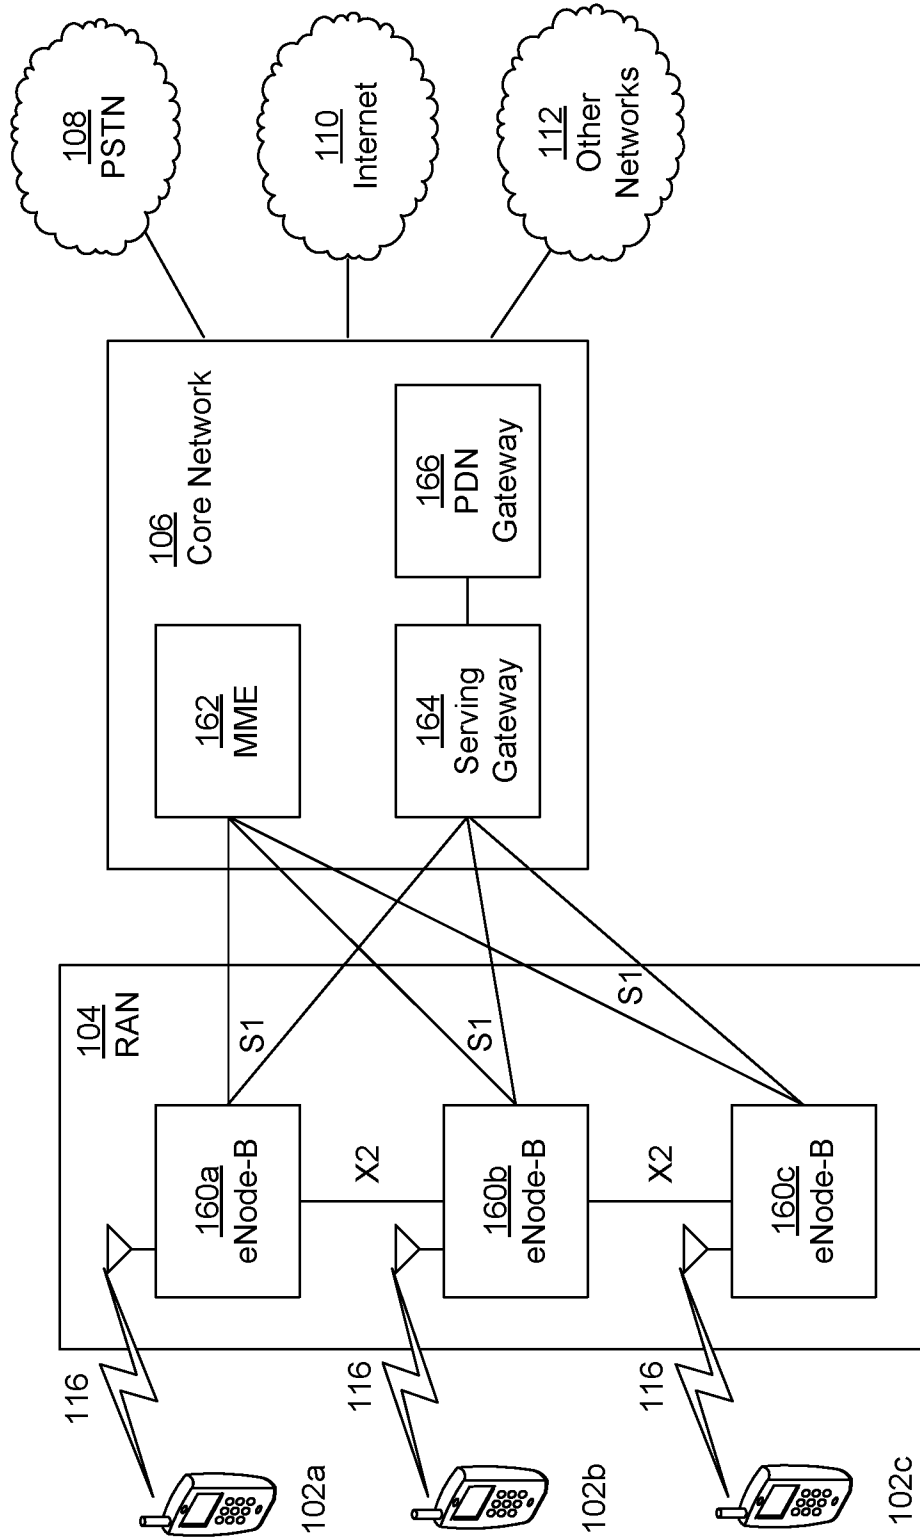 102a
116
160a
eNode-B
104
RAN
S1
X2
102b
116
160b
eNode-B
S1
X2
102c
116
160c
eNode-B
S1
106
Core Network
162
MME
164
Serving
Gateway
166
PDN
Gateway
108
PSTN
110
Internet
112
Other
Networks